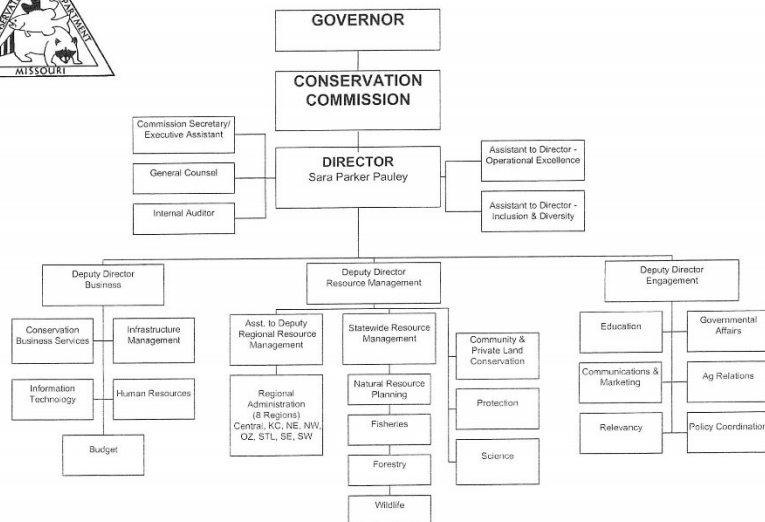 MISSOURI
GOVERNOR
CONSERVATION
COMMISSION
Commission Secretary/
Executive Assistant
General Counsel
Internal Auditor
DIRECTOR
Sara Parker Pauley
Assistant to Director -
Operational Excellence
Assistant to Director -
Inclusion & Diversity
Deputy Director
Business
Deputy Director
Resource Management
Deputy Director
Engagement
Conservation
Business Services
Infrastructure
Management
Information
Technology
Human Resources
Budget
Asst. to Deputy
Regional Resource
Management
Regional
Administration
(8 Regions)
Central, KC, NE, NW,
OZ, STL, SE, SW
Statewide Resource
Management
Natural Resource
Planning
Fisheries
Forestry
Wildlife
Community &
Private Land
Conservation
Protection
Science
Education
Governmental
Affairs
Communications &
Marketing
Ag Relations
Relevancy
Policy Coordination